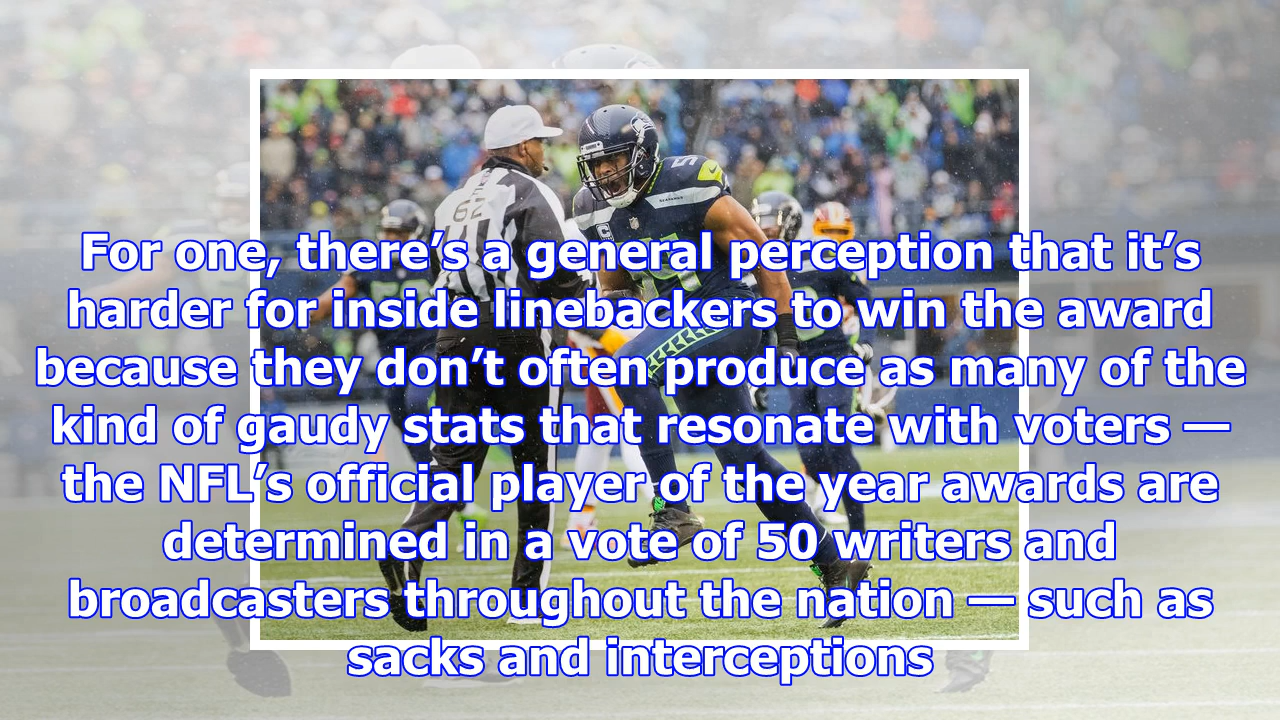 For one, there’s a general perception that it’s
harder for inside linebackers to win the award
because they don’t often produce as many of the
kind of gaudy stats that resonate with voters —
the NFL’s official player of the year awards are
determined in a vote of 50 writers and
broadcasters throughout the nation — such as
sacks and interceptions
62
C